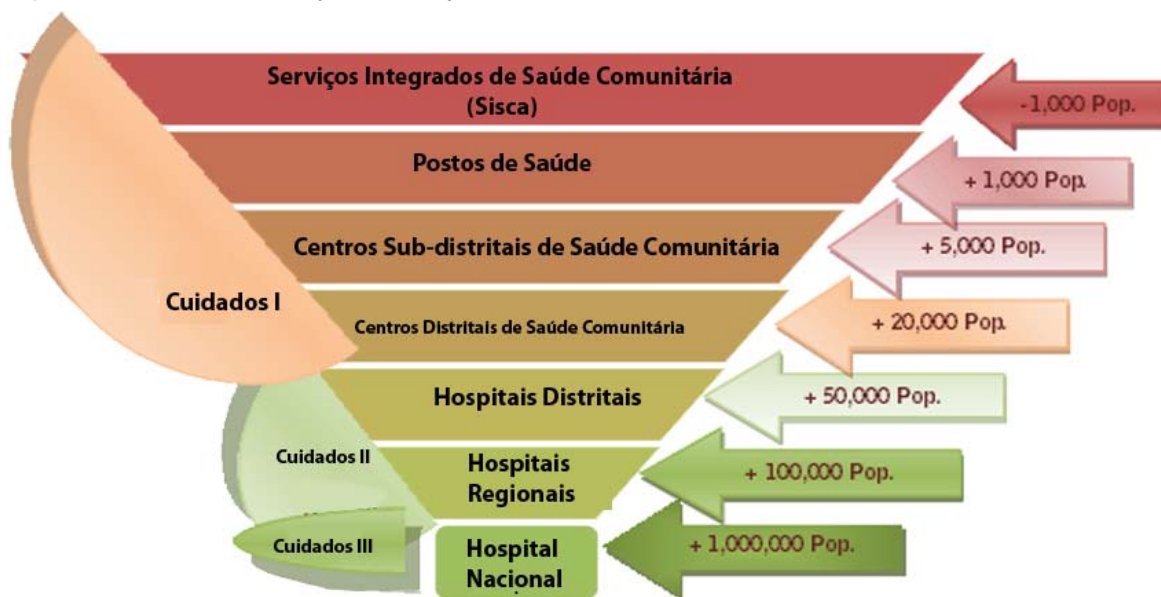 Serviços Integrados de Saúde Comunitária
(Sisca)
-1,000 Pop.
Postos de Saúde
+ 1,000 Pop.
Centros Sub-distritais de Saúde Comunitária
+ 5,000 Pop.
Cuidados I
Centros Distritais de Saúde Comunitária
+ 20,000 Pop.
Hospitais Distritais
+ 50,000 Pop.
Cuidados II
Hospitais
Regionais
+ 100,000 Pop.
Cuidados III
Hospital
Nacional
+ 1,000,000 Pop.